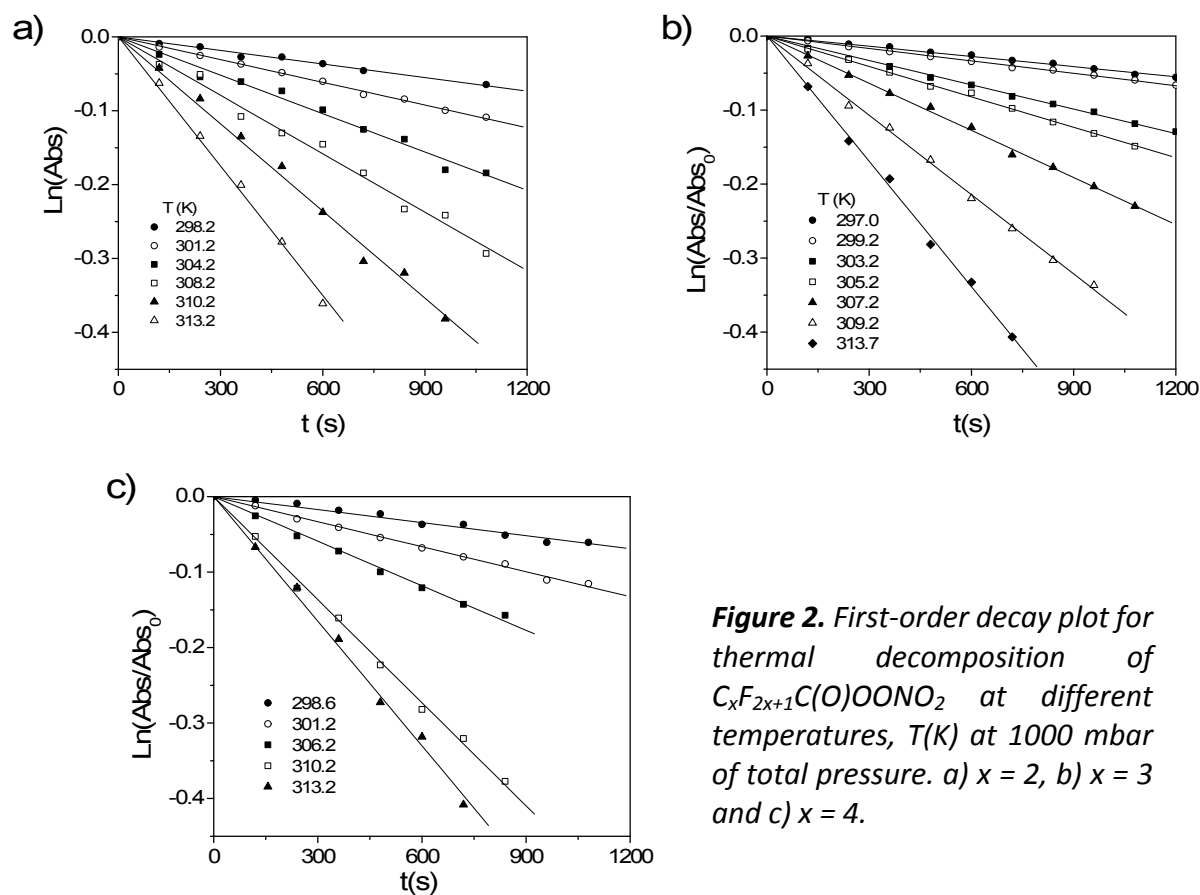 a)
Ln(Abs)
0.0
-0.1
-0.2
-0.3
-0.4
T (K)
298.2
301.2
304.2
308.2
310.2
313.2
0 300 600 900 1200
t (s)
b)
Ln(Abs/Abs0)
0.0
-0.1
-0.2
-0.3
-0.4
T (K)
297.0
299.2
303.2
305.2
307.2
309.2
313.7
0 300 600 900 1200
t(s)
c)
Ln(Abs/Abs0)
0.0
-0.1
-0.2
-0.3
-0.4
298.6
301.2
306.2
310.2
313.2
0 300 600 900 1200
t(s)
Figure 2. First-order decay plot for
thermal decomposition of
CxF2x+1C(O)OONO2 at different
temperatures, T(K) at 1000 mbar
of total pressure. a) x = 2, b) x = 3
and c) x = 4.